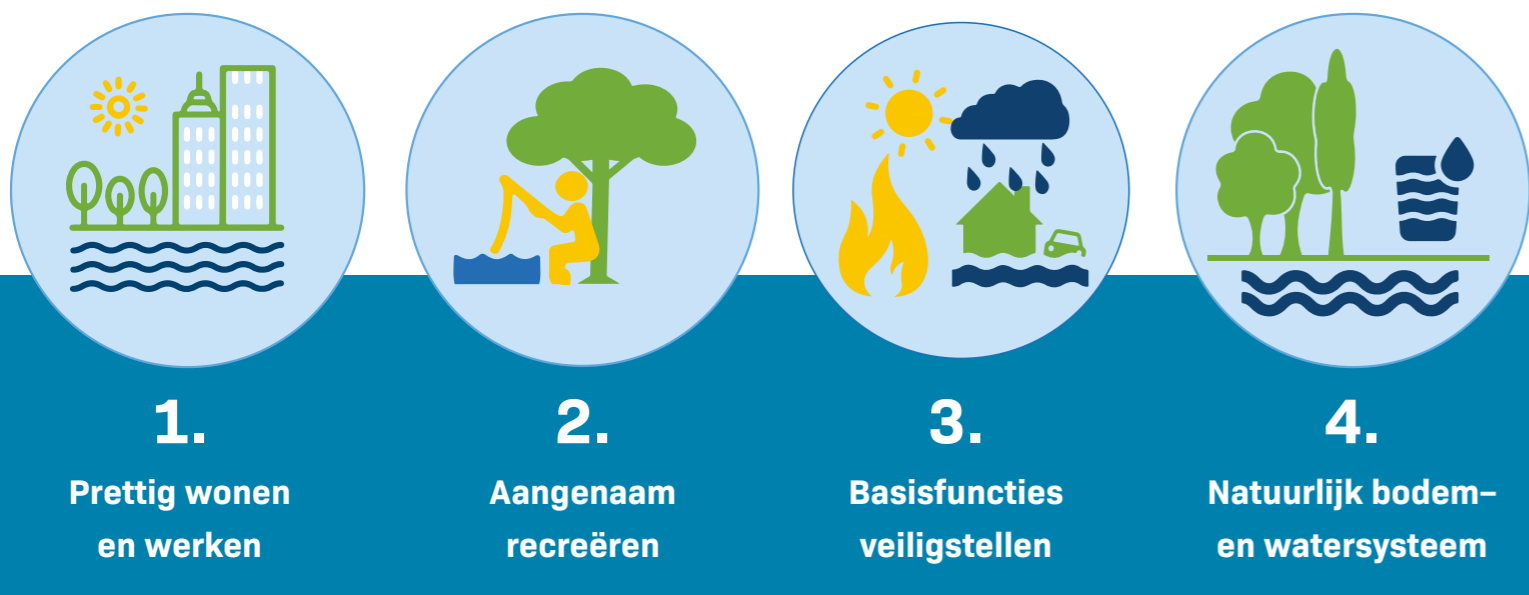 1.
Prettig wonen
en werken
2.
Aangenaam
recreëren
3.
Basisfuncties
veiligstellen
4.
Natuurlijk bodem–
en watersysteem